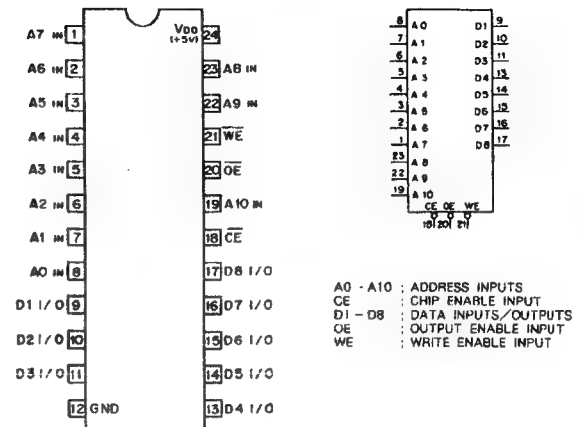 VDD
(+5V)
A7 IN 1
24
A6 IN 2
23 A8 IN
A5 IN 3
22 A9 IN
A4 IN 4
21 W̅E̅
A3 IN 5
20 O̅E̅
A2 IN 6
19 A10 IN
A1 IN 7
18 C̅E̅
A0 IN 8
17 D8 I/O
D1 I/O 9
16 D7 I/O
D2 I/O 10
15 D6 I/O
D3 I/O 11
14 D5 I/O
12 GND
13 D4 I/O
8 A0 D1 9
7 A1 D2 10
6 A2 D3 11
5 A3 D4 13
4 A4 D5 14
3 A5 D6 15
2 A6 D7 16
1 A7 D8 17
23 A8
22 A9
19 A10
CE OE WE
18 20 21
A0 - A10 ; ADDRESS INPUTS
CE : CHIP ENABLE INPUT
D1 - D8 : DATA INPUTS/OUTPUTS
OE : OUTPUT ENABLE INPUT
WE : WRITE ENABLE INPUT